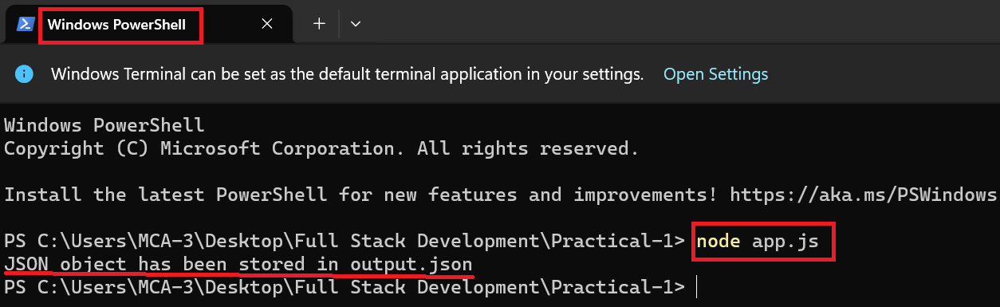 Windows PowerShell
Windows Terminal can be set as the default terminal application in your settings. Open Settings
Windows PowerShell
Copyright (C) Microsoft Corporation. All rights reserved.
Install the latest PowerShell for new features and improvements! https://aka.ms/PSWindows
PS C:\Users\MCA-3\Desktop\Full Stack Development\Practical-1> node app.js
JSON object has been stored in output.json
PS C:\Users\MCA-3\Desktop\Full Stack Development\Practical-1>